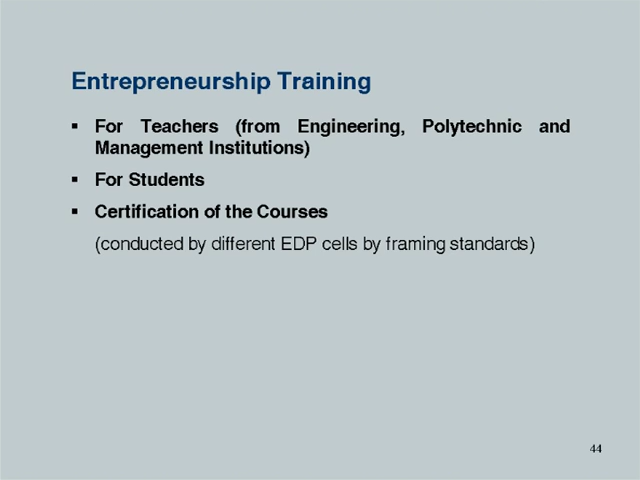 Entrepreneurship Training
▪ For Teachers (from Engineering, Polytechnic and
Management Institutions)
▪ For Students
▪ Certification of the Courses
(conducted by different EDP cells by framing standards)
44